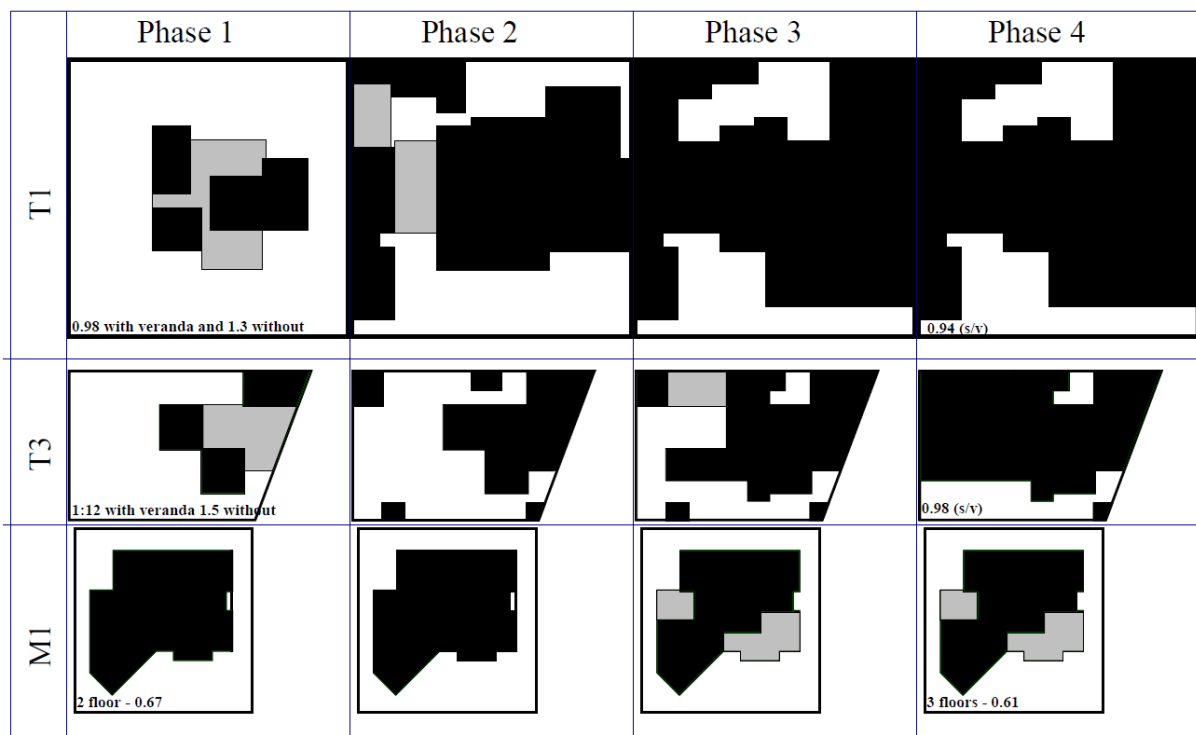 Phase 1 Phase 2 Phase 3 Phase 4
T1
0.98 with veranda and 1.3 without
0.94 (s/v)
T3
1:12 with veranda 1.5 without
0.98 (s/v)
M1
2 floor - 0.67
3 floors - 0.61